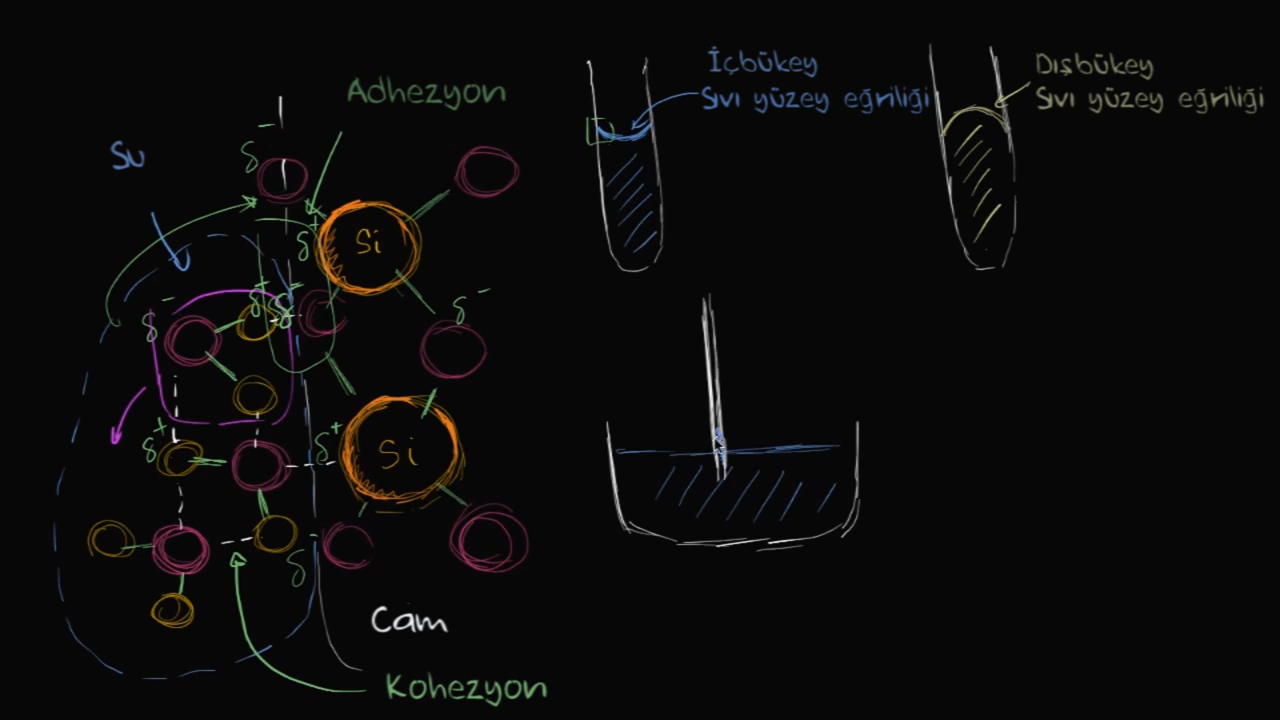 Adhezyon
İçbükey
Sıvı yüzey eğriliği
Dışbükey
Sıvı yüzey eğriliği
Su
δ⁻
δ⁺
Si
δ⁻
δ⁺
δ⁻
δ⁻
δ⁺
δ⁺
Si
δ⁻
Cam
Kohezyon